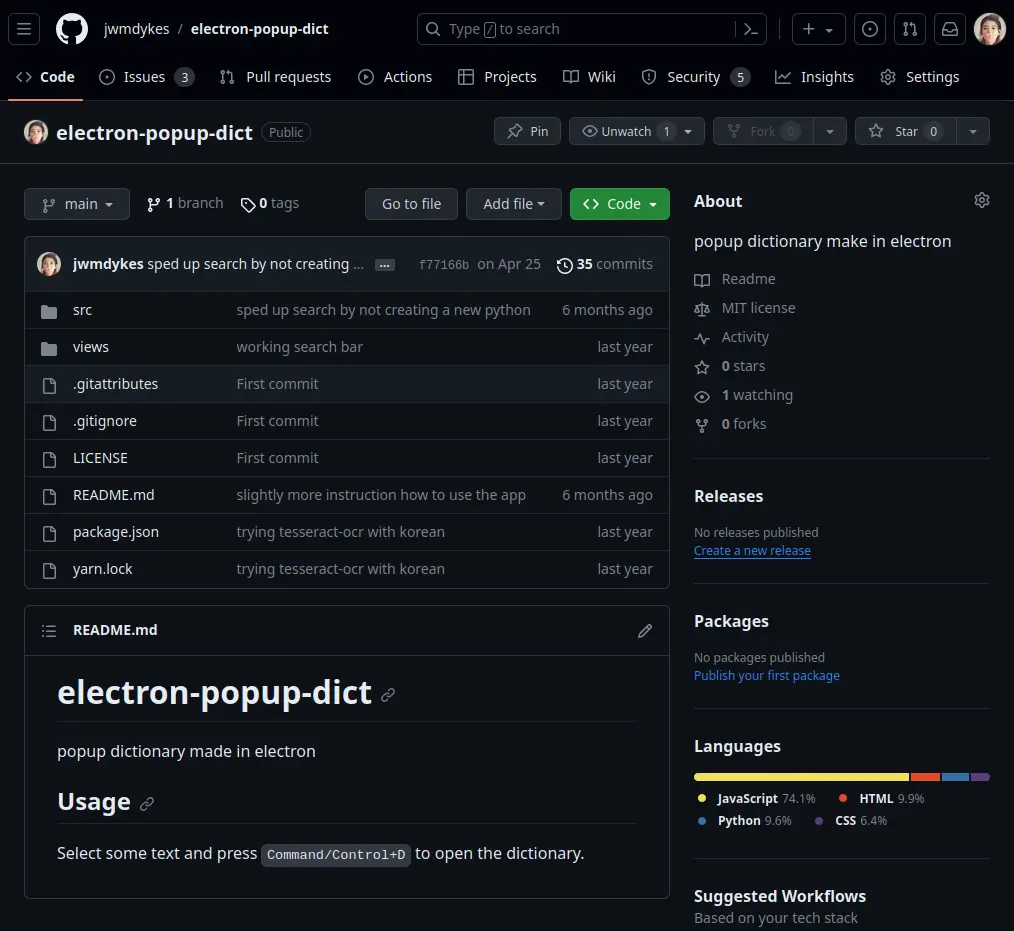 jwmdykes / electron-popup-dict
Type / to search
Code Issues 3 Pull requests Actions Projects Wiki Security 5 Insights Settings
electron-popup-dict Public
Pin Unwatch 1 Fork 0 Star 0
main 1 branch 0 tags Go to file Add file Code
jwmdykes sped up search by not creating … ... f77166b on Apr 25 35 commits
src sped up search by not creating a new python 6 months ago
views working search bar last year
.gitattributes First commit last year
.gitignore First commit last year
LICENSE First commit last year
README.md slightly more instruction how to use the app 6 months ago
package.json trying tesseract-ocr with korean last year
yarn.lock trying tesseract-ocr with korean last year
README.md
electron-popup-dict
popup dictionary made in electron
Usage
Select some text and press Command/Control+D to open the dictionary.
About
popup dictionary make in electron
Readme
MIT license
Activity
0 stars
1 watching
0 forks
Releases
No releases published
Create a new release
Packages
No packages published
Publish your first package
Languages
JavaScript 74.1% HTML 9.9%
Python 9.6% CSS 6.4%
Suggested Workflows
Based on your tech stack